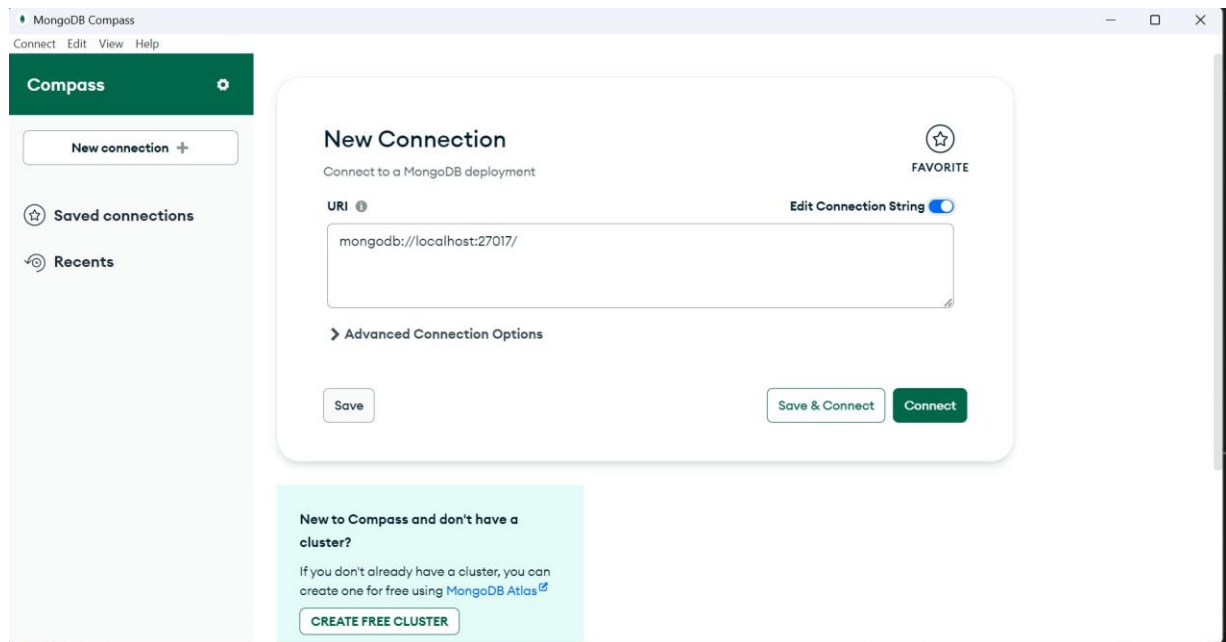 MongoDB Compass
Connect Edit View Help
Compass
New connection +
Saved connections
Recents
New Connection
Connect to a MongoDB deployment
FAVORITE
URI
Edit Connection String
mongodb://localhost:27017/
Advanced Connection Options
Save
Save & Connect
Connect
New to Compass and don't have a
cluster?
If you don't already have a cluster, you can
create one for free using MongoDB Atlas
CREATE FREE CLUSTER